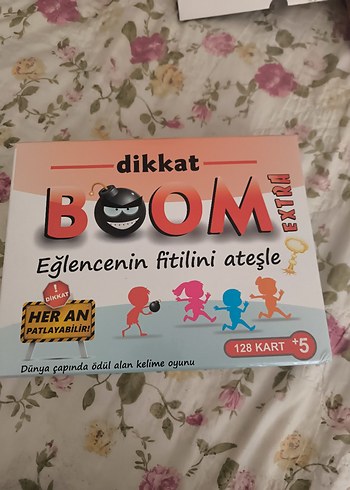 dikkat
BOOM
EXTRA
Eğlencenin fitilini ateşle
!
DİKKAT
HER AN
PATLAYABİLİR!
128 KART +5
Dünya çapında ödül alan kelime oyunu